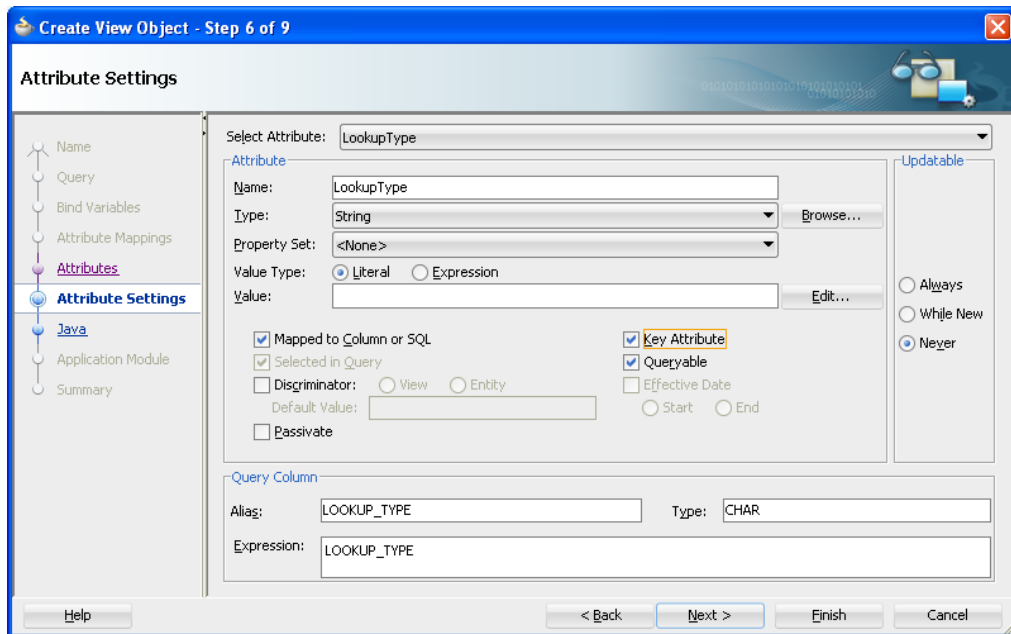 Create View Object - Step 6 of 9
Attribute Settings
0101010101010101010101010101
01010101010
Name
Query
Bind Variables
Attribute Mappings
Attributes
Attribute Settings
Java
Application Module
Summary
Select Attribute: LookupType
Attribute
Name: LookupType
Type: String Browse...
Property Set: <None>
Value Type: Literal Expression
Value: Edit...
Mapped to Column or SQL Key Attribute
Selected in Query Queryable
Discriminator: View Entity Effective Date
Default Value: Start End
Passivate
Updatable
Always
While New
Never
Query Column
Alias: LOOKUP_TYPE Type: CHAR
Expression: LOOKUP_TYPE
Help < Back Next > Finish Cancel